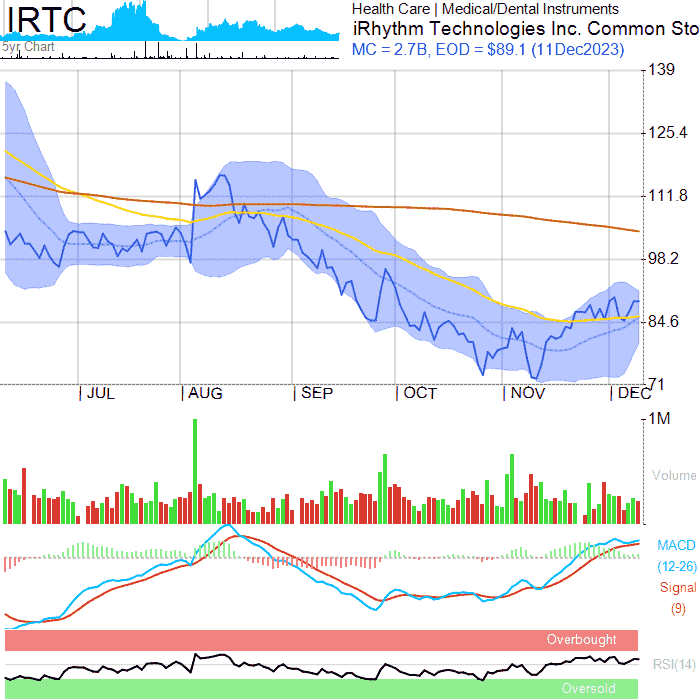 IRTC
5yr Chart
Health Care | Medical/Dental Instruments
iRhythm Technologies Inc. Common Sto
MC = 2.7B, EOD = $89.1 (11Dec2023)
139
125.4
111.8
98.2
84.6
71
JUL
AUG
SEP
OCT
NOV
DEC
1M
Volume
MACD
(12-26)
Signal
(9)
Overbought
RSI(14)
Oversold